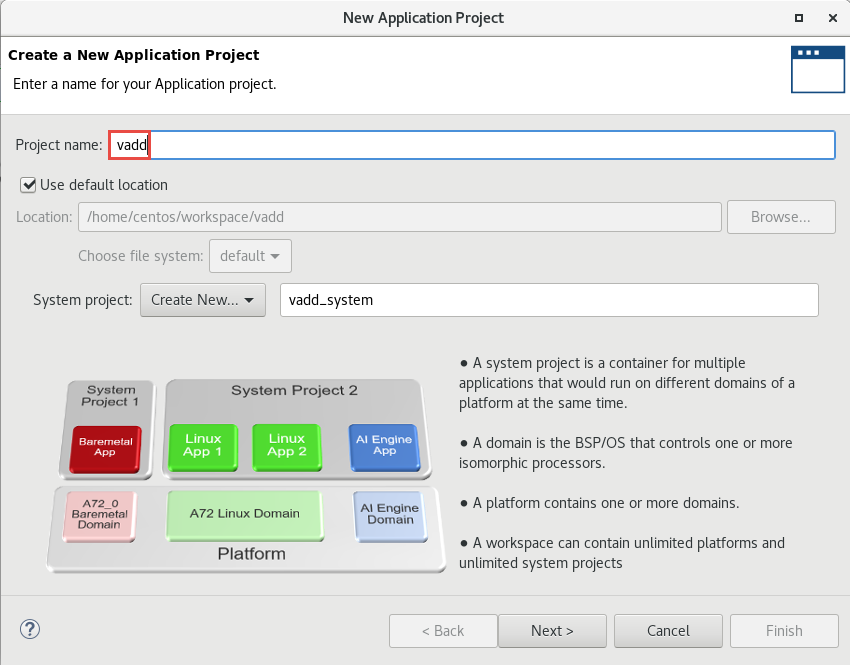 New Application Project
Create a New Application Project
Enter a name for your Application project.
Project name: vadd
Use default location
Location: /home/centos/workspace/vadd Browse...
Choose file system: default
System project: Create New... vadd_system
System
Project 1
System Project 2
Baremetal
App
Linux
App 1
Linux
App 2
AI Engine
App
A72_0
Baremetal
Domain
A72 Linux Domain
AI Engine
Domain
Platform
● A system project is a container for multiple
applications that would run on different domains of a
platform at the same time.
● A domain is the BSP/OS that controls one or more
isomorphic processors.
● A platform contains one or more domains.
● A workspace can contain unlimited platforms and
unlimited system projects
? < Back Next > Cancel Finish